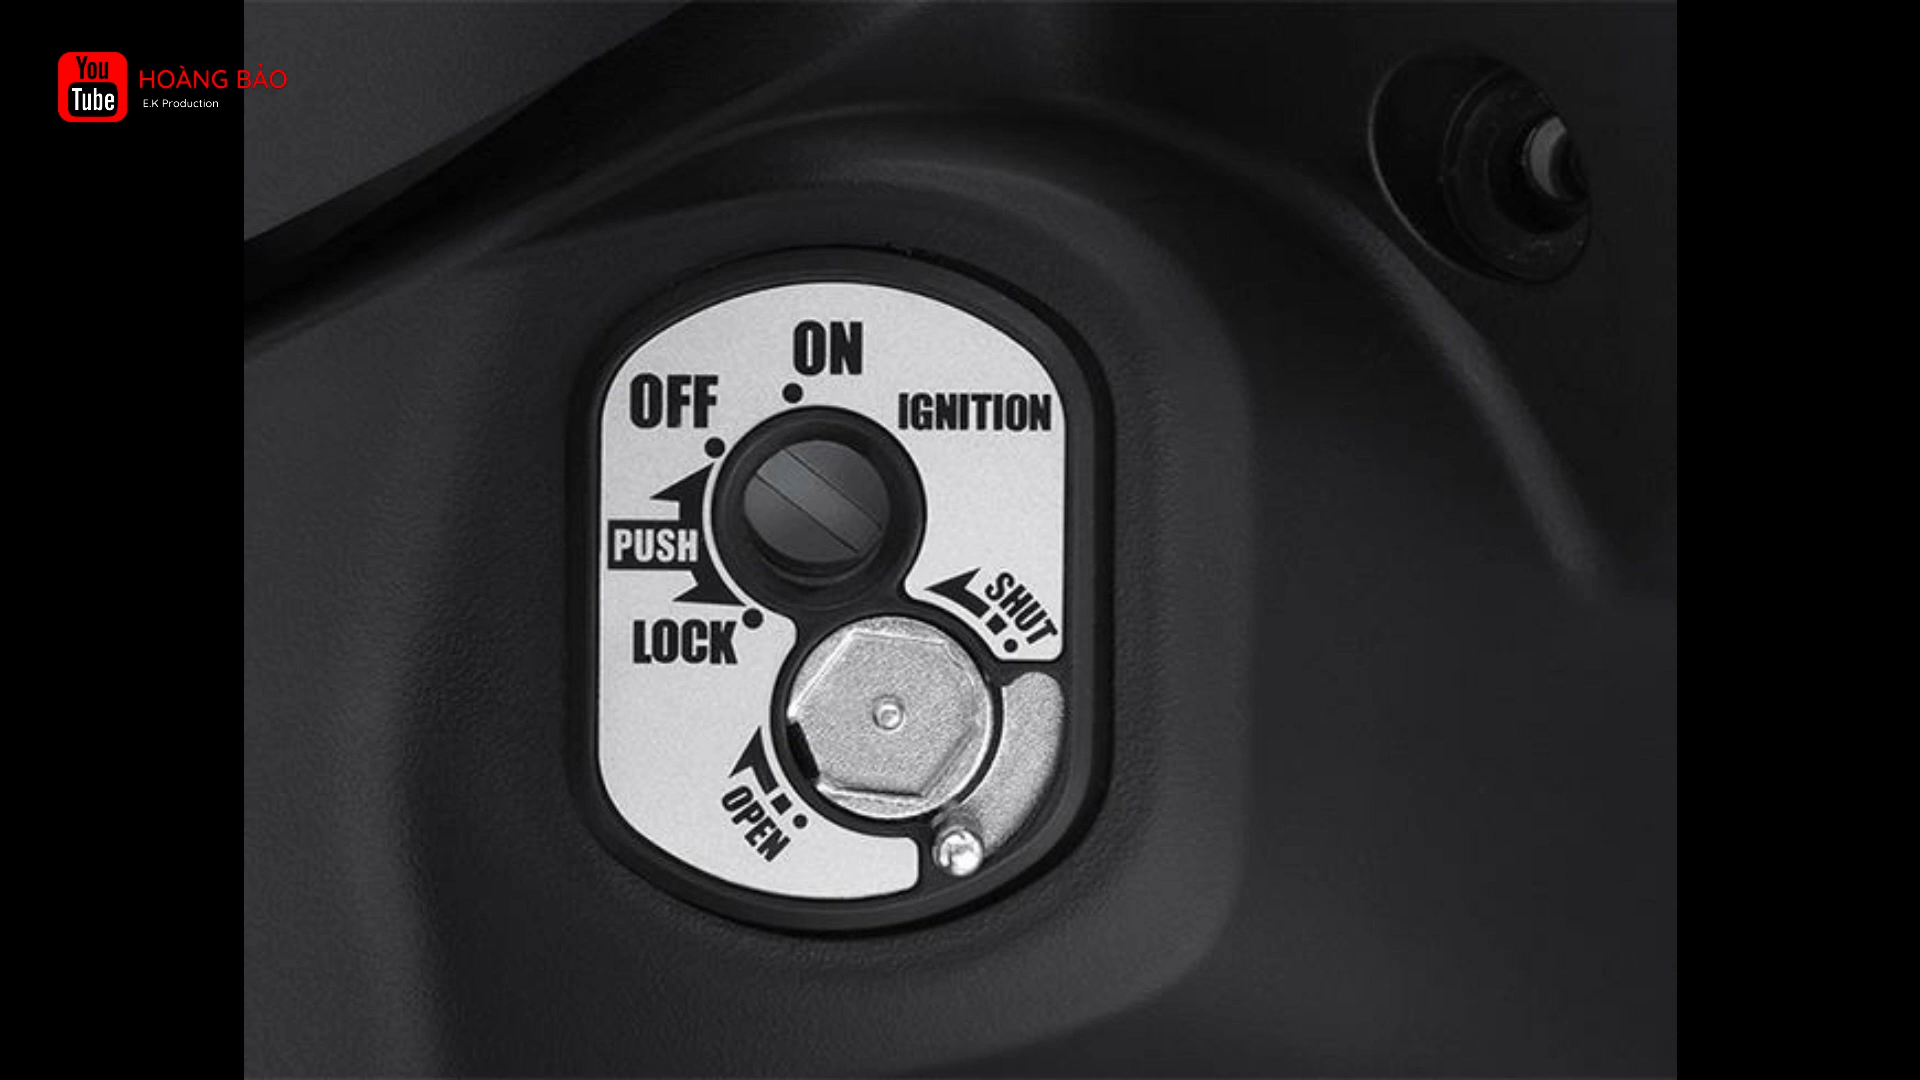 You
Tube
HOÀNG BẢO
E.K Production
ON
OFF
IGNITION
PUSH
SHUT
LOCK
OPEN